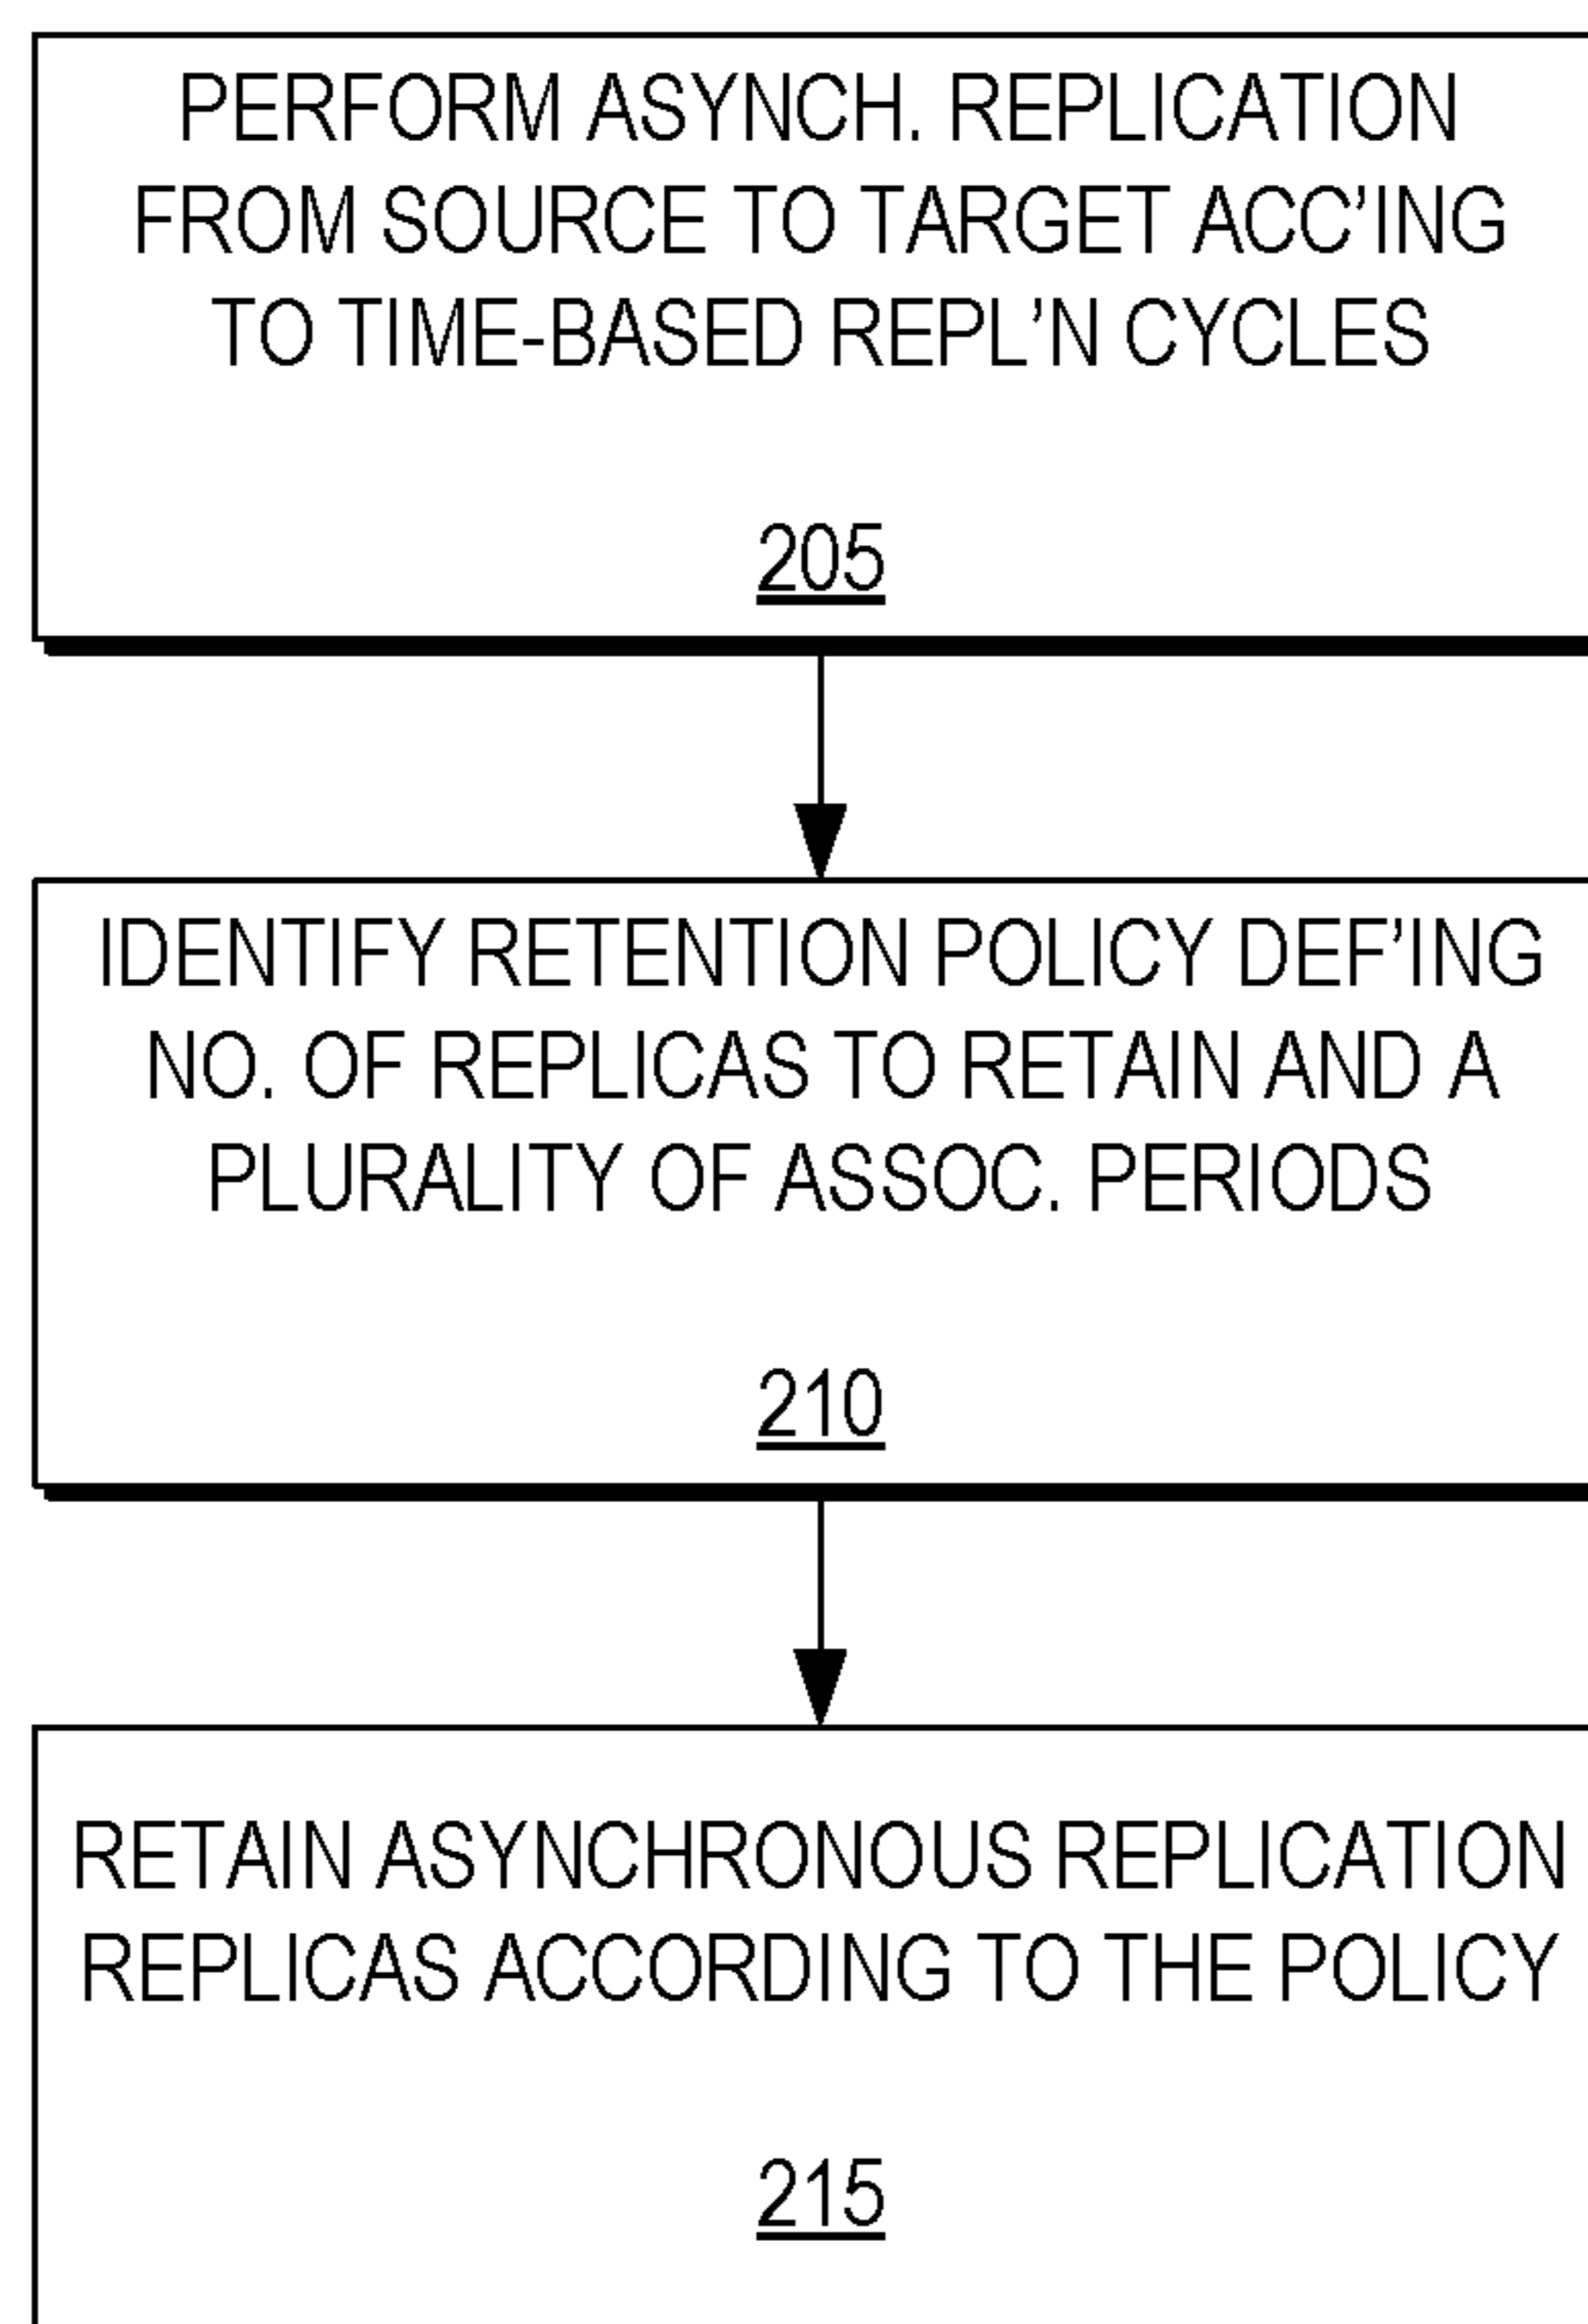 PERFORM ASYNCH. REPLICATION
FROM SOURCE TO TARGET ACC'ING
TO TIME-BASED REPL'N CYCLES
205
IDENTIFY RETENTION POLICY DEF'ING
NO. OF REPLICAS TO RETAIN AND A
PLURALITY OF ASSOC. PERIODS
210
RETAIN ASYNCHRONOUS REPLICATION
REPLICAS ACCORDING TO THE POLICY
215